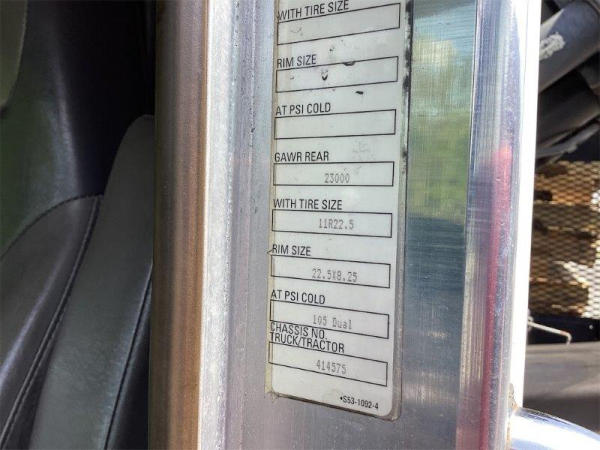 WITH TIRE SIZE
RIM SIZE
AT PSI COLD
GAWR REAR
23000
WITH TIRE SIZE
11R22.5
RIM SIZE
22.5X8.25
AT PSI COLD
105 Dual
CHASSIS NO.
TRUCK/TRACTOR
414575
•S53-1092-4